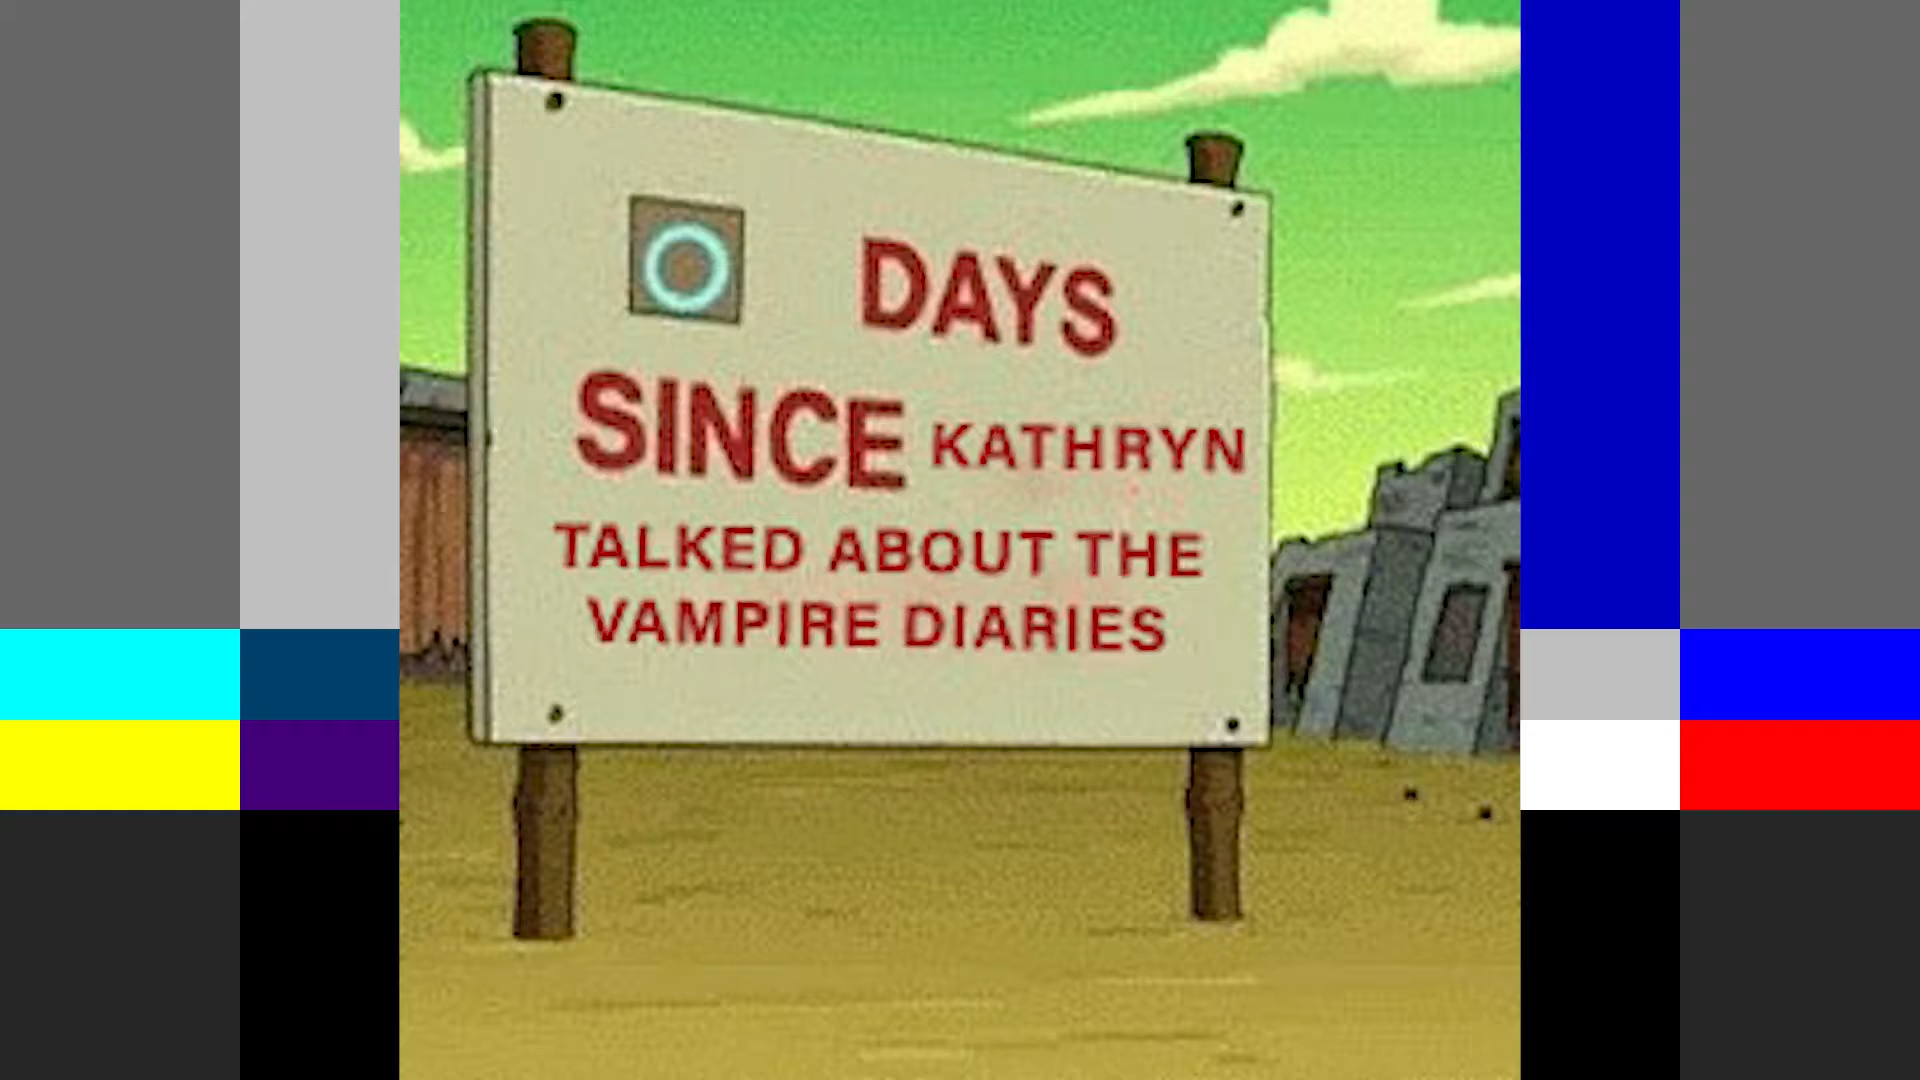 0 DAYS
SINCE KATHRYN
TALKED ABOUT THE
VAMPIRE DIARIES